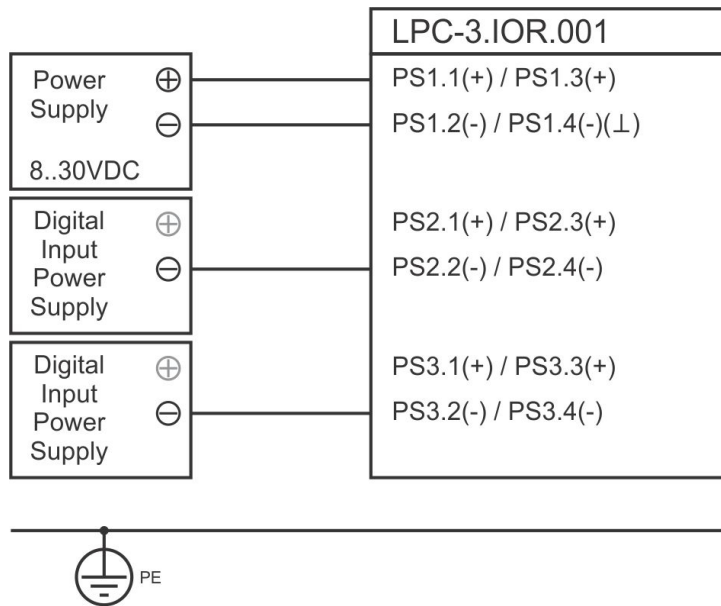 LPC-3.IOR.001
Power
Supply
8..30VDC
PS1.1(+) / PS1.3(+)
PS1.2(-) / PS1.4(-)(⊥)
Digital
Input
Power
Supply
PS2.1(+) / PS2.3(+)
PS2.2(-) / PS2.4(-)
Digital
Input
Power
Supply
PS3.1(+) / PS3.3(+)
PS3.2(-) / PS3.4(-)
PE